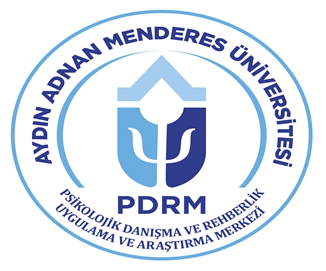 AYDIN ADNAN MENDERES ÜNİVERSİTESİ
PDRM
PSİKOLOJİK DANIŞMA VE REHBERLİK
UYGULAMA VE ARAŞTIRMA MERKEZİ